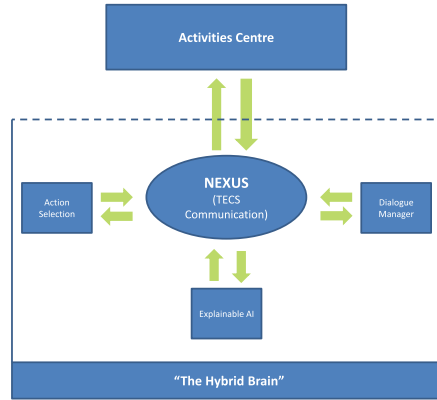 Activities Centre
NEXUS
(TECS
Communication)
Action
Selection
Dialogue
Manager
Explainable AI
“The Hybrid Brain”